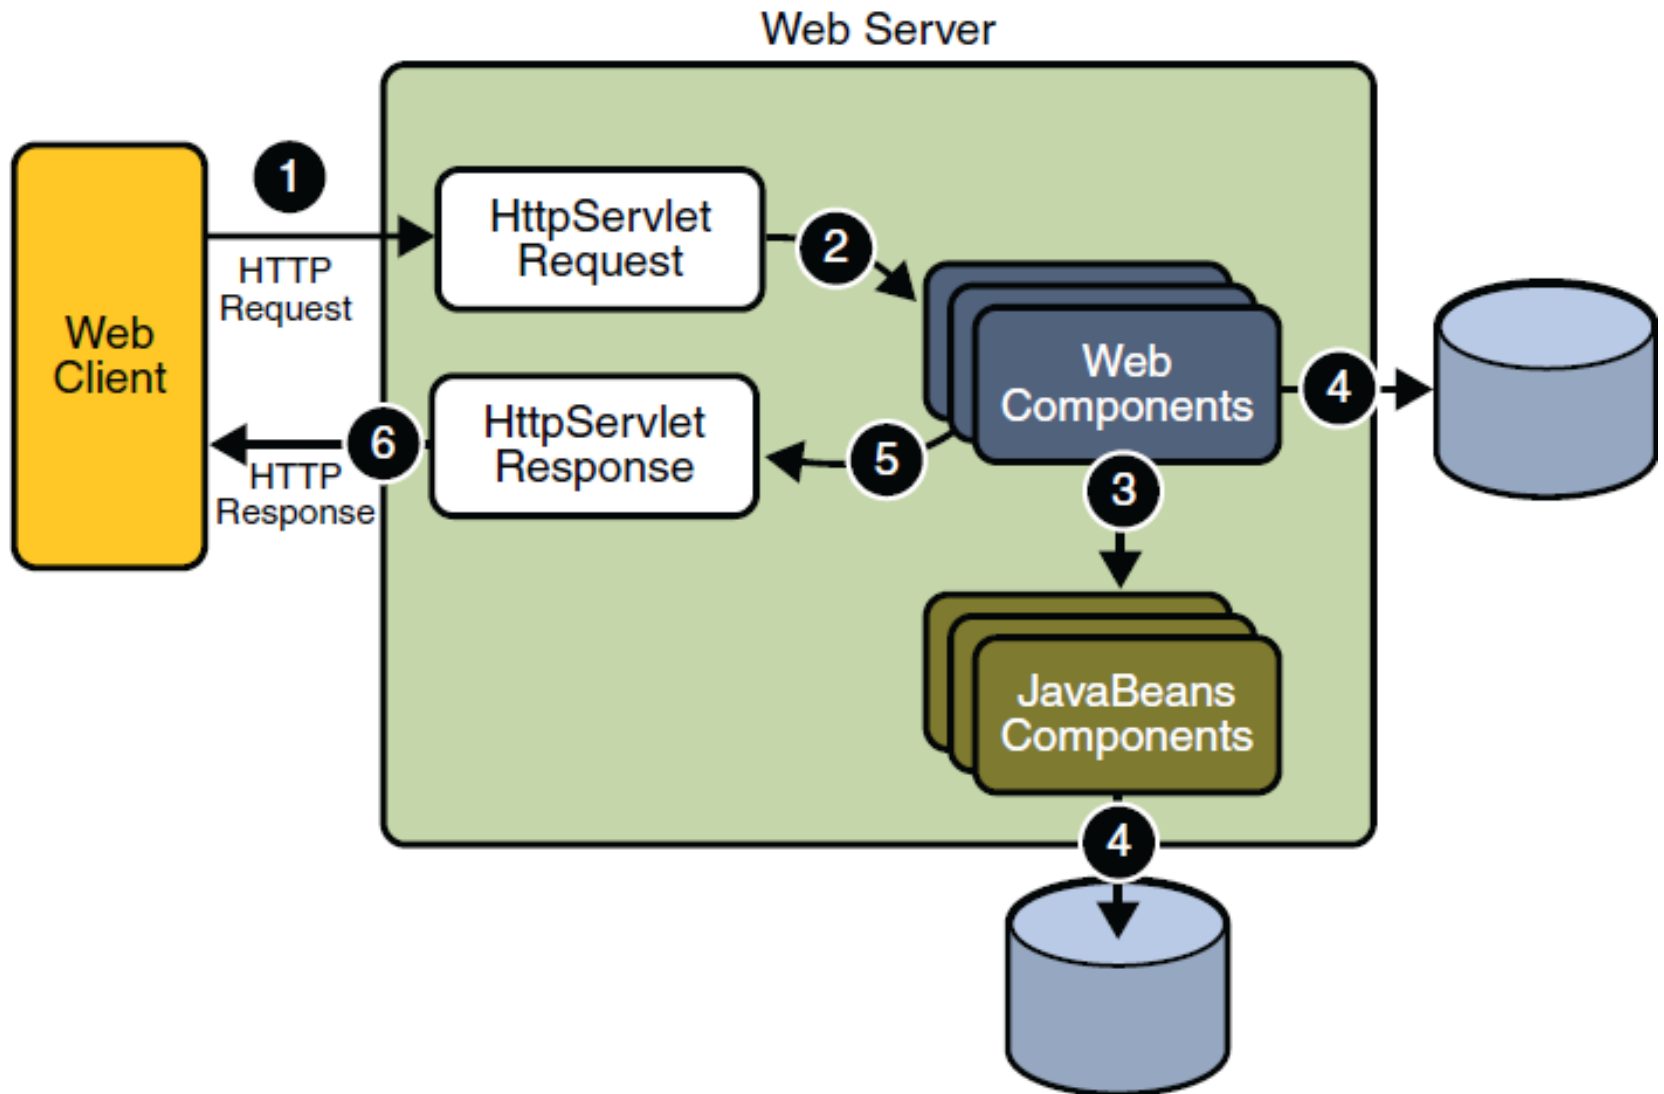 Web Server
1
HTTP
Request
HttpServlet
Request
2
Web
Client
Web
Components
4
HttpServlet
Response
5
6
HTTP
Response
3
JavaBeans
Components
4